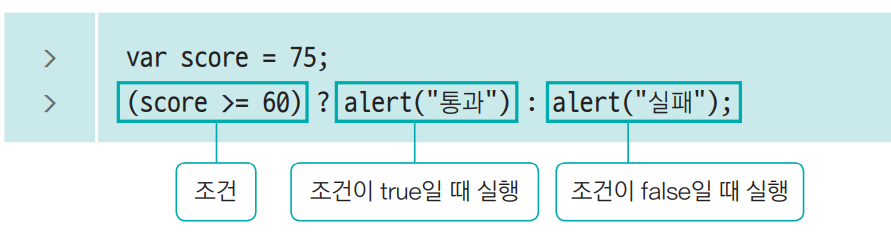 > var score = 75;
> (score >= 60) ? alert("통과") : alert("실패");
조건
조건이 true일 때 실행
조건이 false일 때 실행